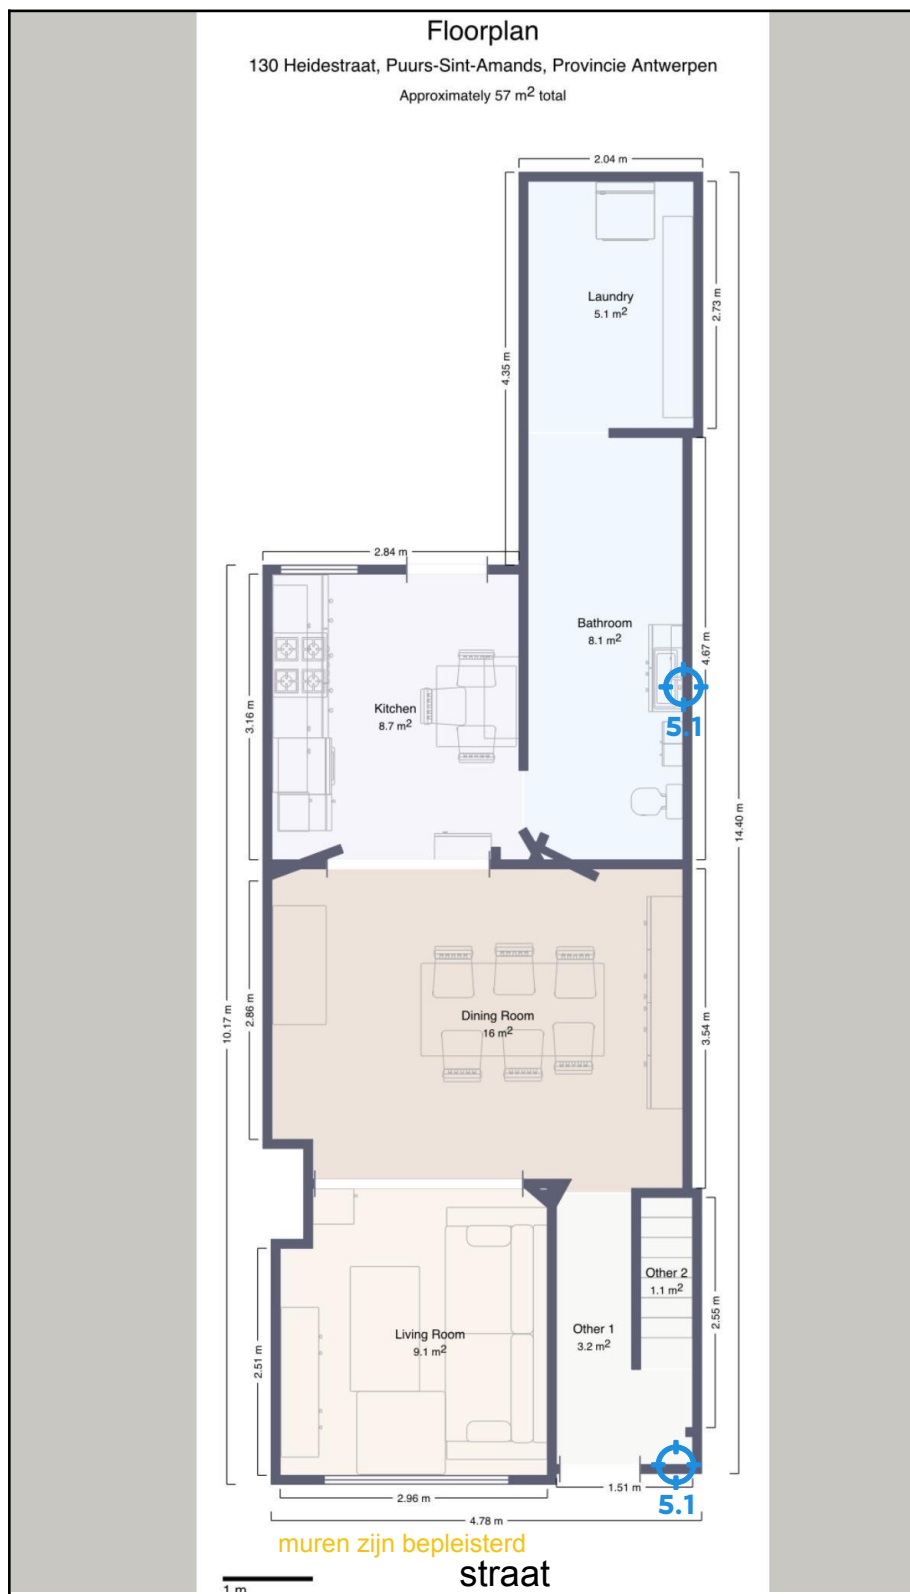 Floorplan
130 Heidestraat, Puurs-Sint-Amands, Provincie Antwerpen
Approximately 57 m² total
2.04 m
Laundry
5.1 m²
2.73 m
4.35 m
2.84 m
Bathroom
8.1 m²
4.67 m
5.1
Kitchen
8.7 m²
3.16 m
14.40 m
Dining Room
16 m²
2.86 m
10.17 m
3.54 m
Other 2
1.1 m²
Other 1
3.2 m²
2.55 m
Living Room
9.1 m²
2.51 m
5.1
1.51 m
2.96 m
4.78 m
muren zijn bepleisterd
straat
1 m